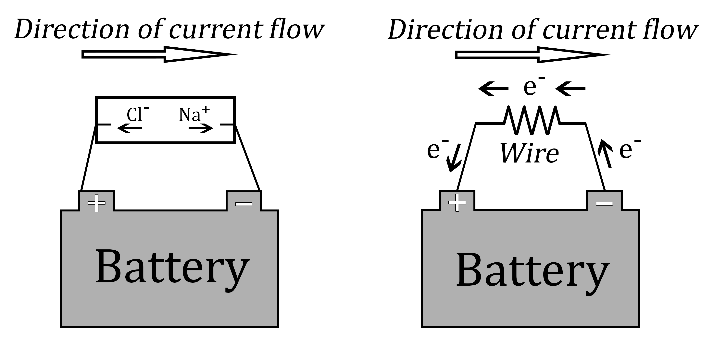 Direction of current flow
Cl⁻ Na⁺
+ −
Battery
Direction of current flow
e⁻
e⁻ Wire e⁻
+ −
Battery